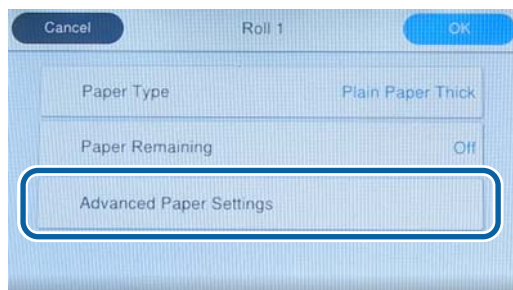 Cancel Roll 1 OK
Paper Type Plain Paper Thick
Paper Remaining Off
Advanced Paper Settings